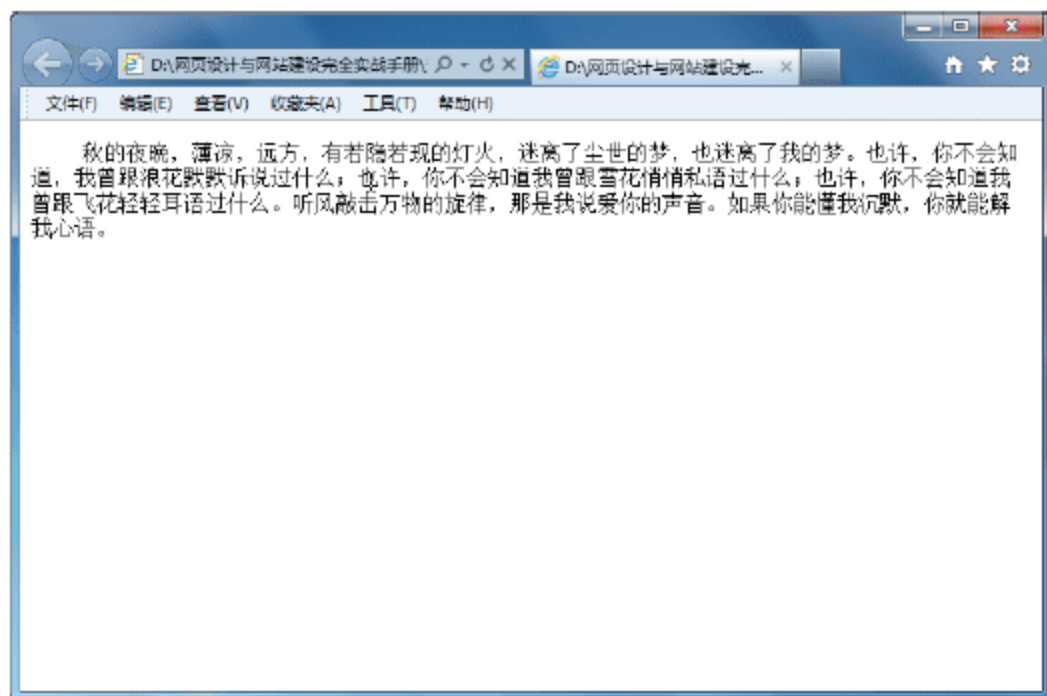 D:\网页设计与网站建设完全实战手册\
D:\网页设计与网站建设完...
文件(F) 编辑(E) 查看(V) 收藏夹(A) 工具(T) 帮助(H)
秋的夜晚，薄凉，远方，有若隐若现的灯火，迷离了尘世的梦，也迷离了我的梦。也许，你不会知
道，我曾跟浪花默默诉说过什么；也许，你不会知道我曾跟雪花悄悄私语过什么；也许，你不会知道我
曾跟飞花轻轻耳语过什么。听风敲击万物的旋律，那是我说爱你的声音。如果你能懂我沉默，你就能解
我心语。